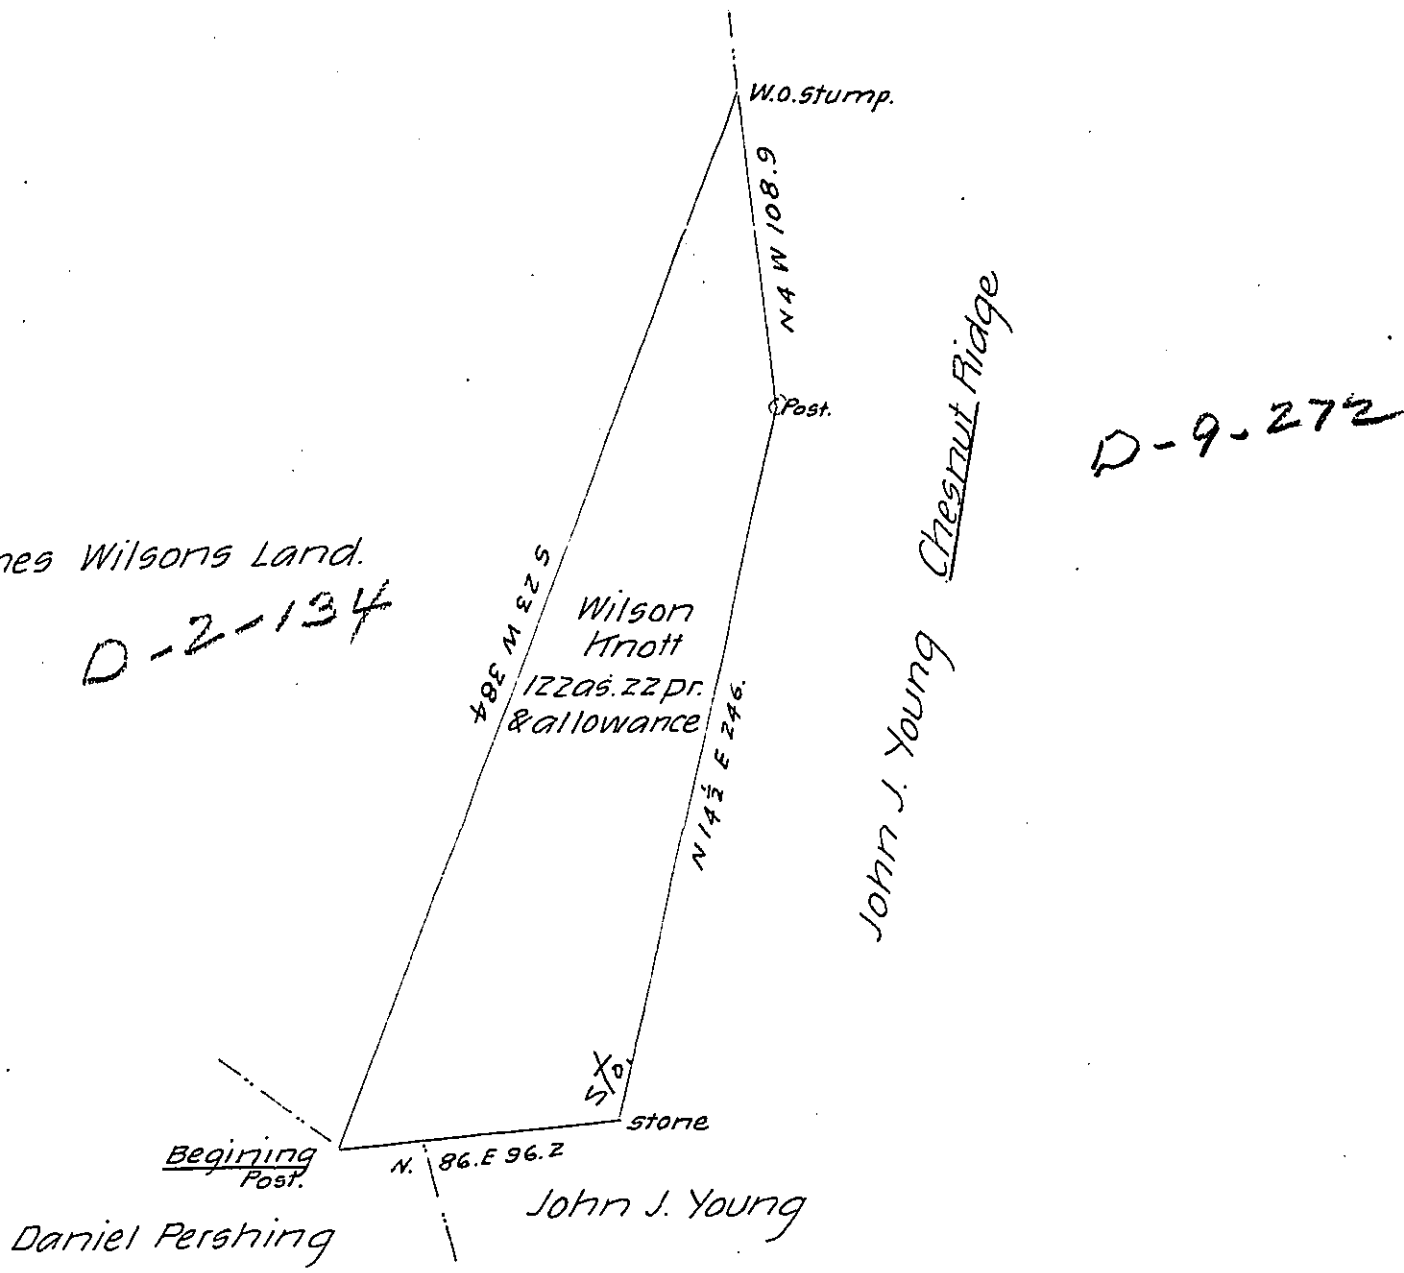 W.o.stump.
N 4 W 108.9
Post.
Chesnut Ridge
D-9-272
nes Wilsons Land.
D-2-134
S 23 W 384
Wilson
Knott
122as.22pr.
& allowance
N 14½ E 246.
John J. Young
stone
Begining
Post.
N. 86.E 96.2
John J. Young
Daniel Pershing